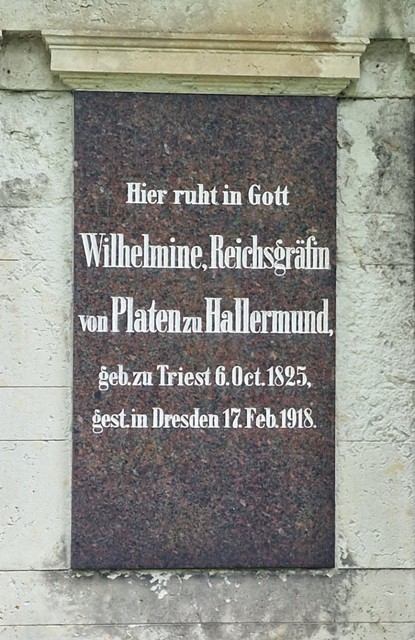 Hier ruht in Gott
Wilhelmine, Reichsgräfin
von Platen zu Hallermund,
geb. zu Triest 6. Oct. 1825,
gest. in Dresden 17. Feb. 1918.